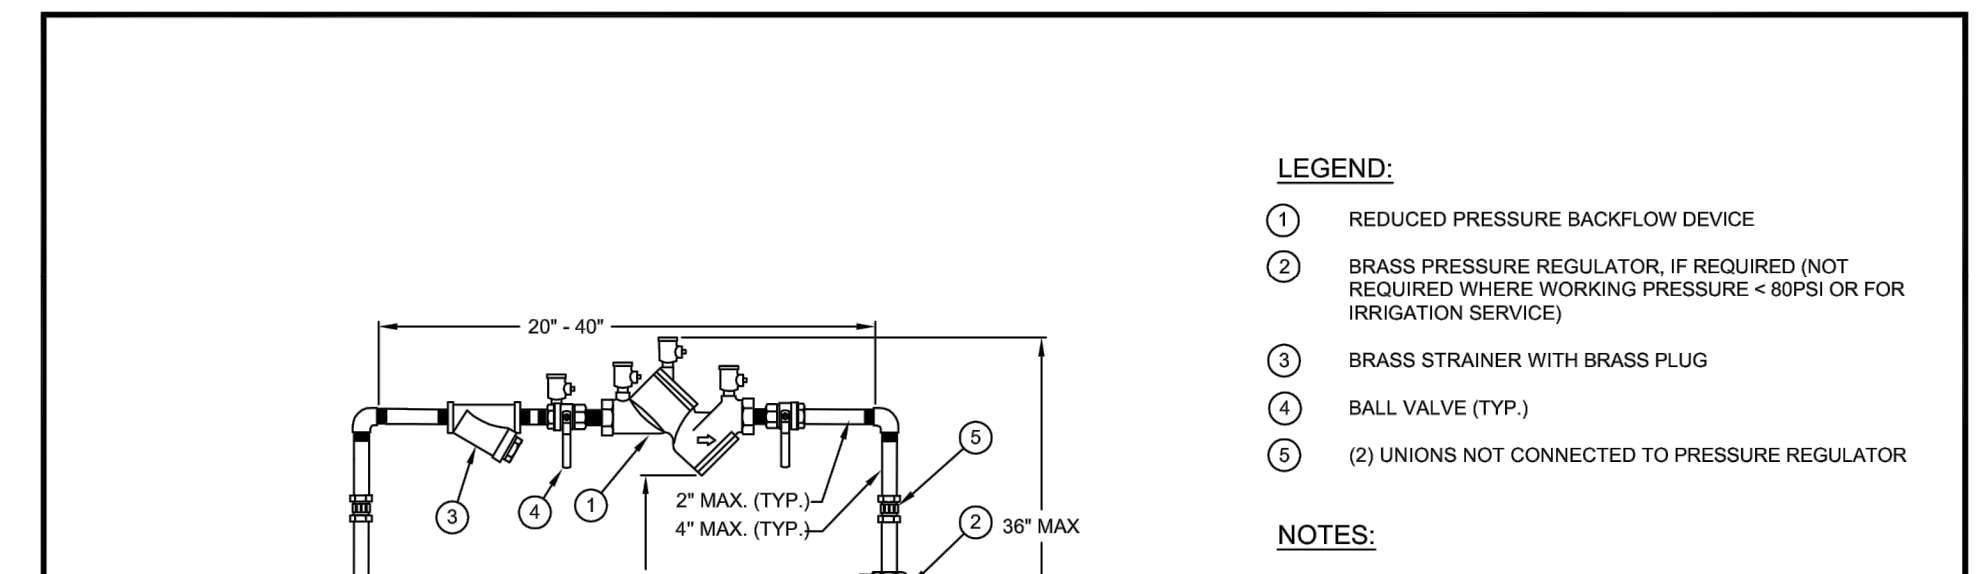 LEGEND:
1 REDUCED PRESSURE BACKFLOW DEVICE
2 BRASS PRESSURE REGULATOR, IF REQUIRED (NOT
REQUIRED WHERE WORKING PRESSURE < 80PSI OR FOR
IRRIGATION SERVICE)
20" - 40"
3 BRASS STRAINER WITH BRASS PLUG
4 BALL VALVE (TYP.)
5
5 (2) UNIONS NOT CONNECTED TO PRESSURE REGULATOR
2" MAX. (TYP.)
3
4
1
4" MAX. (TYP.)
2
36" MAX
NOTES: